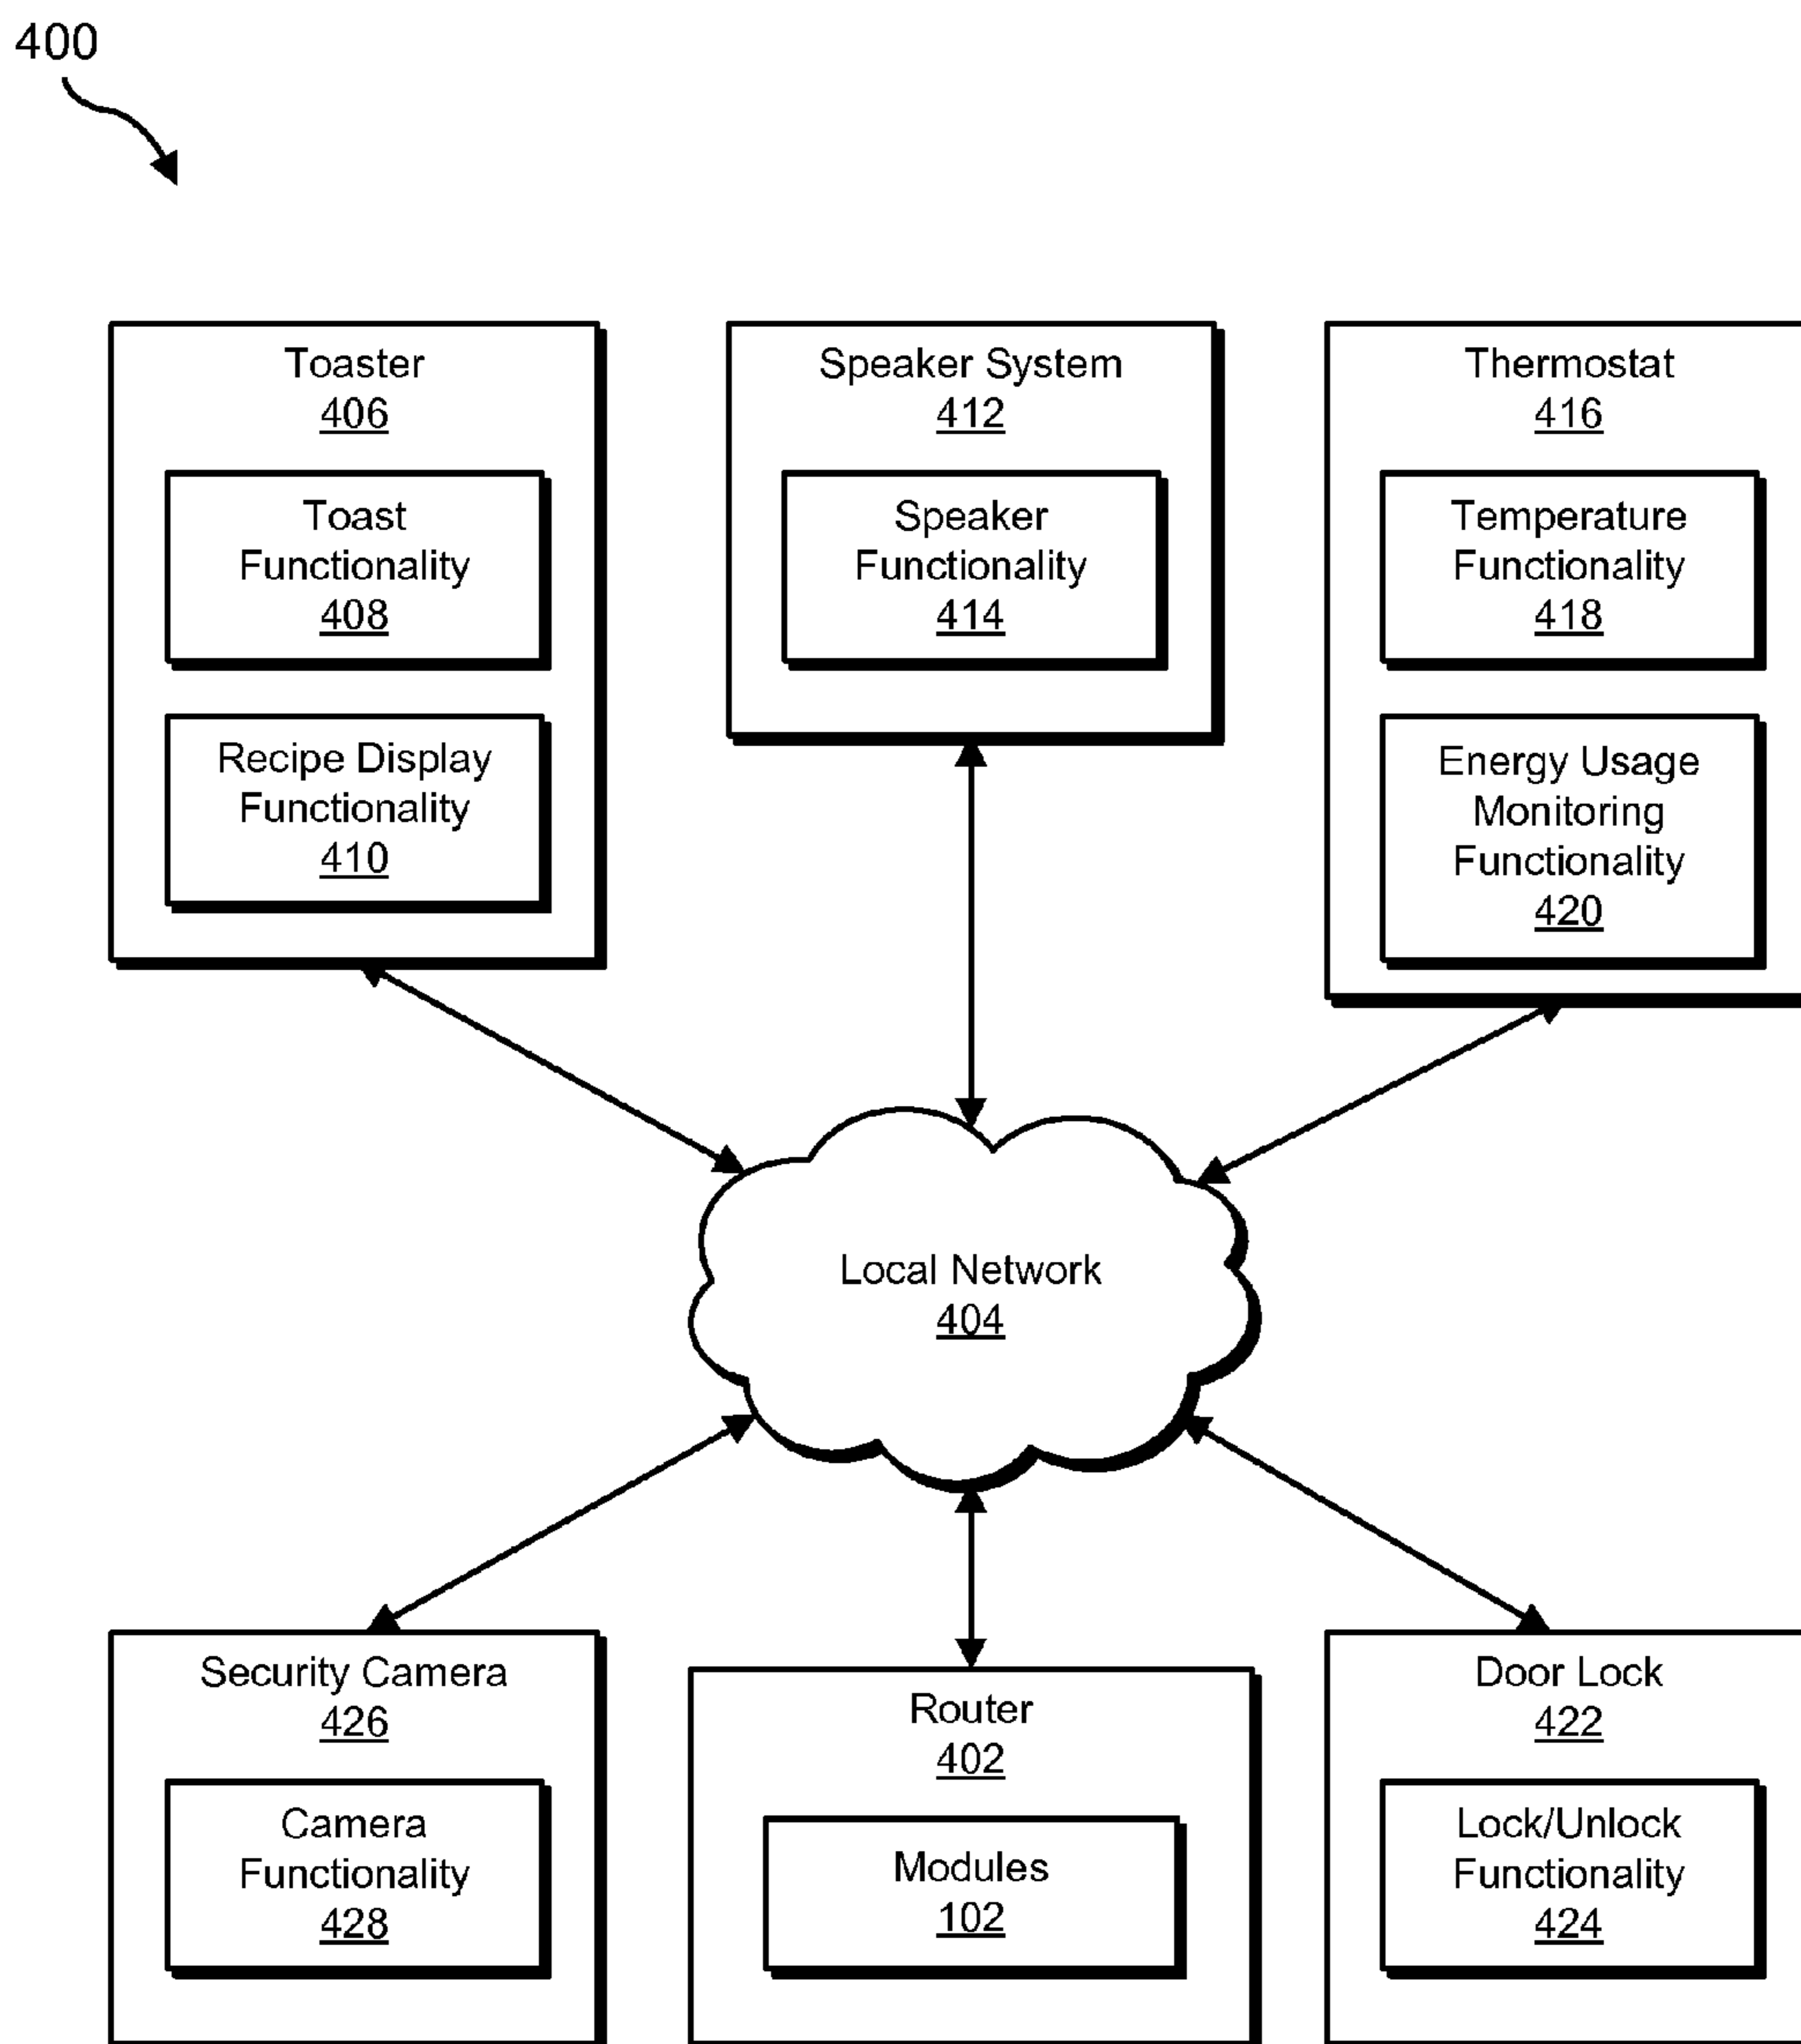 400
Toaster
406
Toast
Functionality
408
Recipe Display
Functionality
410
Speaker System
412
Speaker
Functionality
414
Thermostat
416
Temperature
Functionality
418
Energy Usage
Monitoring
Functionality
420
Local Network
404
Security Camera
426
Camera
Functionality
428
Router
402
Modules
102
Door Lock
422
Lock/Unlock
Functionality
424